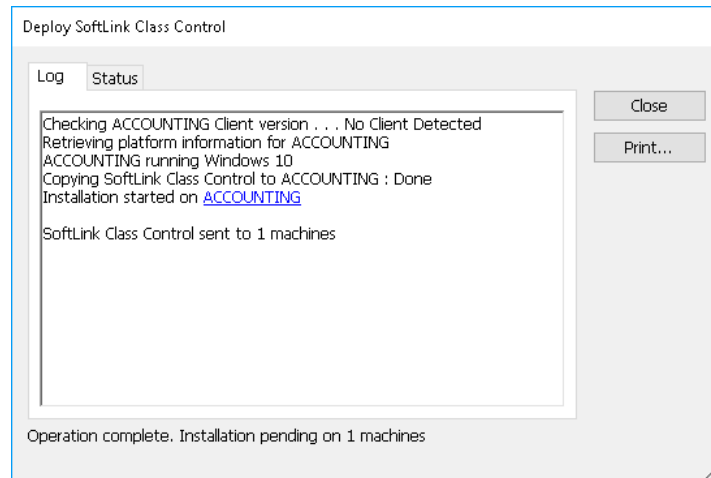 Deploy SoftLink Class Control
Log
Status
Checking ACCOUNTING Client version . . . No Client Detected
Retrieving platform information for ACCOUNTING
ACCOUNTING running Windows 10
Copying SoftLink Class Control to ACCOUNTING : Done
Installation started on ACCOUNTING
SoftLink Class Control sent to 1 machines
Close
Print...
Operation complete. Installation pending on 1 machines